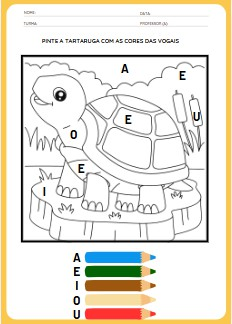 NOME: DATA:
TURMA: PROFESSOR (A):
PINTE A TARTARUGA COM AS CORES DAS VOGAIS
A
E
E
U
O
E
I
A
E
I
O
U